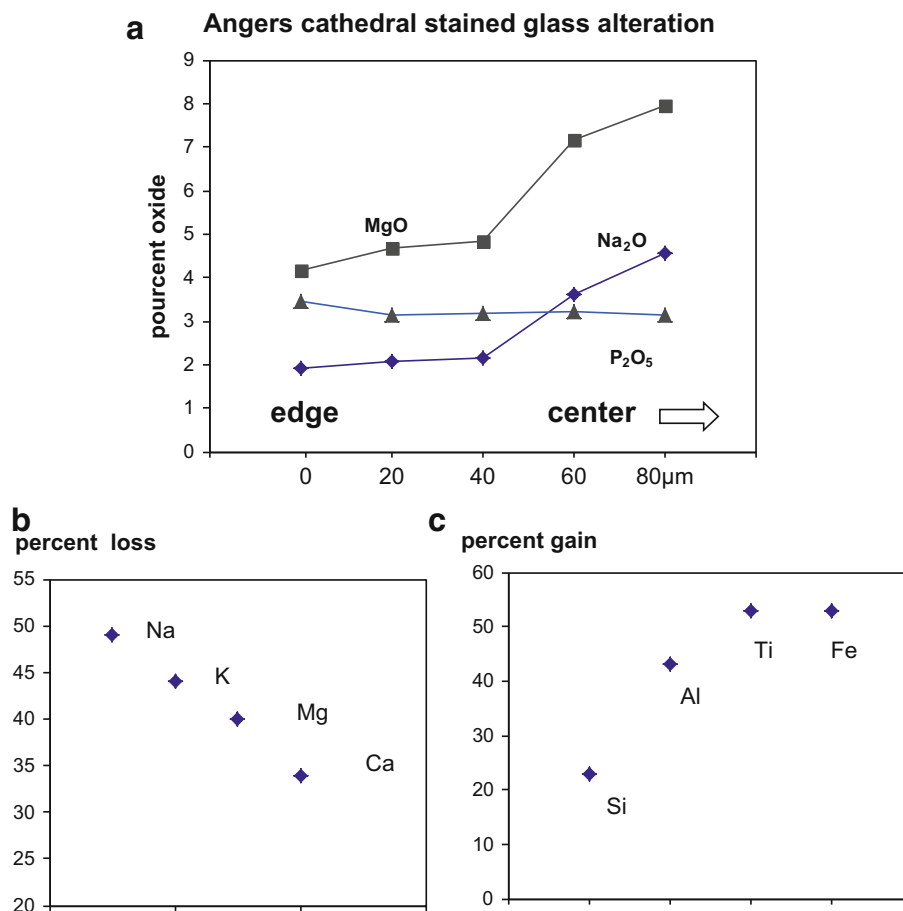 a
Angers cathedral stained glass alteration
pourcent oxide
9
8
7
6
5
4
3
2
1
0
MgO
Na₂O
P₂O₅
edge
center
0 20 40 60 80µm
b
percent loss
55
50
45
40
35
30
25
20
Na
K
Mg
Ca
c
percent gain
60
50
40
30
20
10
0
Ti Fe
Al
Si